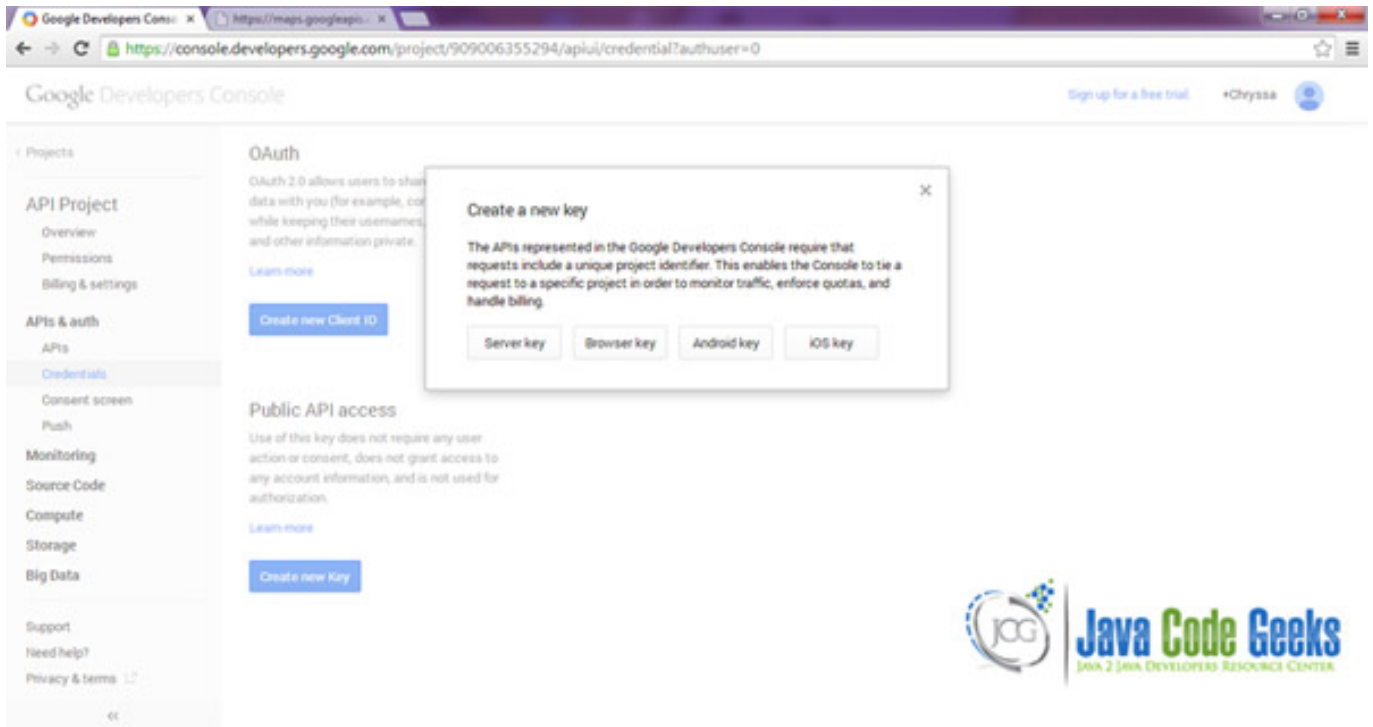 Google Developers Conso
https://maps.googleapis.
https://console.developers.google.com/project/909006355294/apiui/credential?authuser=0
Google Developers Console
Sign up for a free trial
+Chryssa
Projects
API Project
Overview
Permissions
Billing & settings
APIs & auth
APIs
Credentials
Consent screen
Push
Monitoring
Source Code
Compute
Storage
Big Data
Support
Need help?
Privacy & terms
OAuth
OAuth 2.0 allows users to shar
data with you (for example, con
while keeping their usernames,
and other information private.
Learn more
Create new Client ID
Public API access
Use of this key does not require any user
action or consent, does not grant access to
any account information, and is not used for
authorization.
Learn more
Create new Key
Create a new key
The APIs represented in the Google Developers Console require that
requests include a unique project identifier. This enables the Console to tie a
request to a specific project in order to monitor traffic, enforce quotas, and
handle billing.
Server key
Browser key
Android key
iOS key
JCG
Java Code Geeks
JAVA 2 JAVA DEVELOPERS RESOURCE CENTER